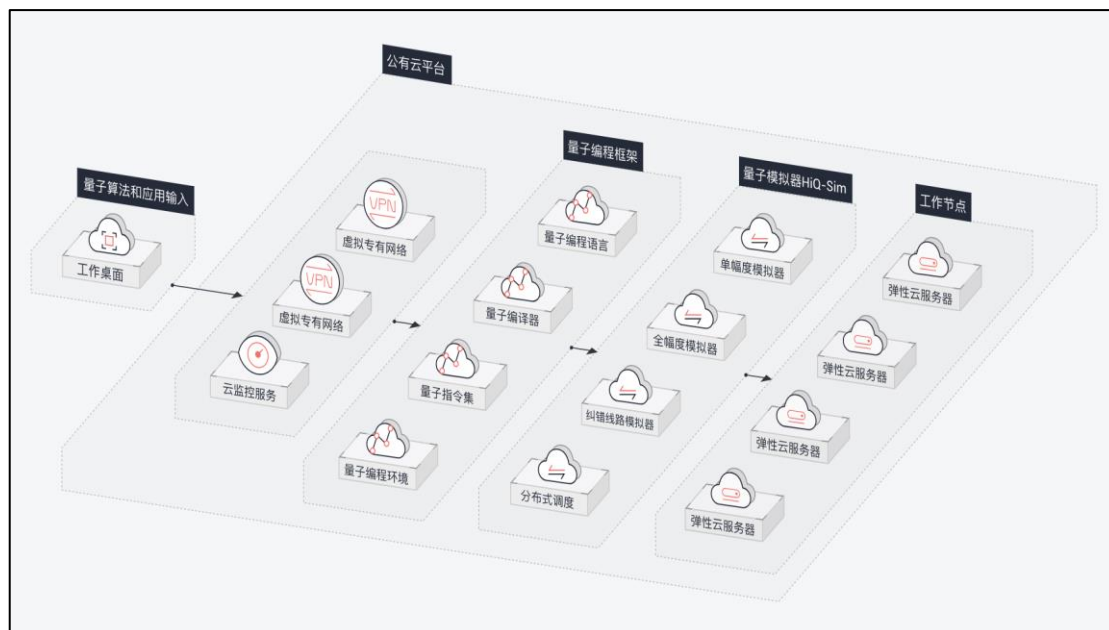 公有云平台
量子算法和应用输入
工作桌面
VPN
虚拟专有网络
VPN
虚拟专有网络
云监控服务
量子编程框架
量子编程语言
量子编译器
量子指令集
量子编程环境
量子模拟器HiQ-Sim
单幅度模拟器
全幅度模拟器
纠错线路模拟器
分布式调度
工作节点
弹性云服务器
弹性云服务器
弹性云服务器
弹性云服务器